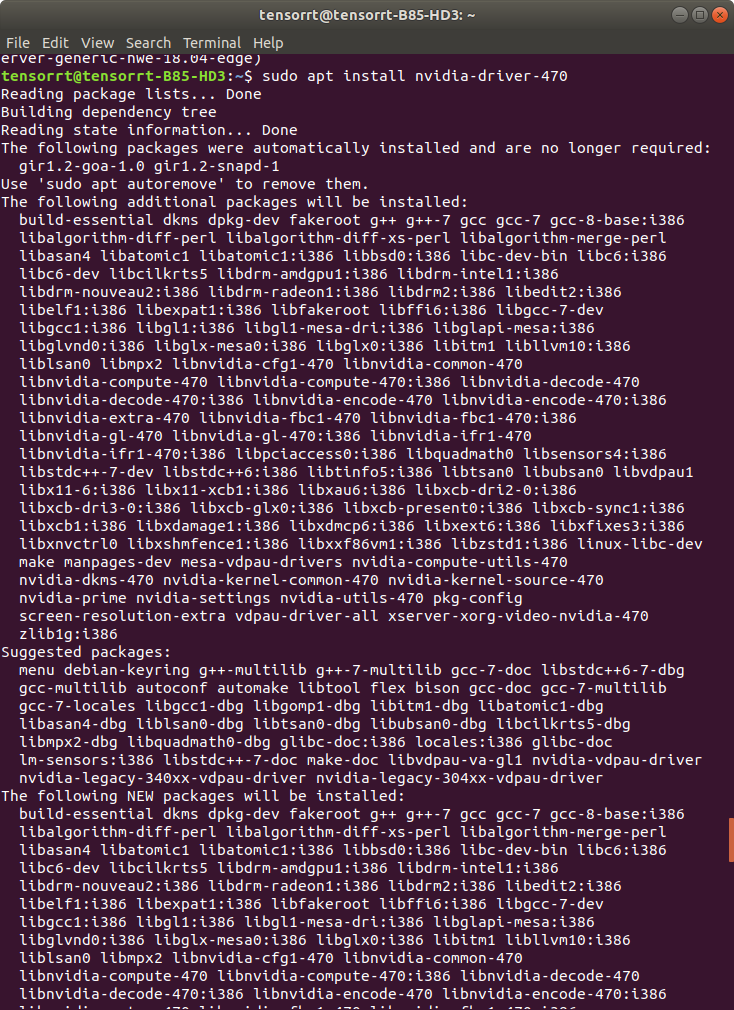 tensorrt@tensorrt-B85-HD3: ~
File Edit View Search Terminal Help
erver-generic-hwe-18.04-edge)
tensorrt@tensorrt-B85-HD3:~$ sudo apt install nvidia-driver-470
Reading package lists... Done
Building dependency tree
Reading state information... Done
The following packages were automatically installed and are no longer required:
gir1.2-goa-1.0 gir1.2-snapd-1
Use 'sudo apt autoremove' to remove them.
The following additional packages will be installed:
build-essential dkms dpkg-dev fakeroot g++ g++-7 gcc gcc-7 gcc-8-base:i386
libalgorithm-diff-perl libalgorithm-diff-xs-perl libalgorithm-merge-perl
libasan4 libatomic1 libatomic1:i386 libbsd0:i386 libc-dev-bin libc6:i386
libc6-dev libcilkrts5 libdrm-amdgpu1:i386 libdrm-intel1:i386
libdrm-nouveau2:i386 libdrm-radeon1:i386 libdrm2:i386 libedit2:i386
libelf1:i386 libexpat1:i386 libfakeroot libffi6:i386 libgcc-7-dev
libgcc1:i386 libgl1:i386 libgl1-mesa-dri:i386 libglapi-mesa:i386
libglvnd0:i386 libglx-mesa0:i386 libglx0:i386 libitm1 libllvm10:i386
liblsan0 libmpx2 libnvidia-cfg1-470 libnvidia-common-470
libnvidia-compute-470 libnvidia-compute-470:i386 libnvidia-decode-470
libnvidia-decode-470:i386 libnvidia-encode-470 libnvidia-encode-470:i386
libnvidia-extra-470 libnvidia-fbc1-470 libnvidia-fbc1-470:i386
libnvidia-gl-470 libnvidia-gl-470:i386 libnvidia-ifr1-470
libnvidia-ifr1-470:i386 libpciaccess0:i386 libquadmath0 libsensors4:i386
libstdc++-7-dev libstdc++6:i386 libtinfo5:i386 libtsan0 libubsan0 libvdpau1
libx11-6:i386 libx11-xcb1:i386 libxau6:i386 libxcb-dri2-0:i386
libxcb-dri3-0:i386 libxcb-glx0:i386 libxcb-present0:i386 libxcb-sync1:i386
libxcb1:i386 libxdamage1:i386 libxdmcp6:i386 libxext6:i386 libxfixes3:i386
libxnvctrl0 libxshmfence1:i386 libxxf86vm1:i386 libzstd1:i386 linux-libc-dev
make manpages-dev mesa-vdpau-drivers nvidia-compute-utils-470
nvidia-dkms-470 nvidia-kernel-common-470 nvidia-kernel-source-470
nvidia-prime nvidia-settings nvidia-utils-470 pkg-config
screen-resolution-extra vdpau-driver-all xserver-xorg-video-nvidia-470
zlib1g:i386
Suggested packages:
menu debian-keyring g++-multilib g++-7-multilib gcc-7-doc libstdc++6-7-dbg
gcc-multilib autoconf automake libtool flex bison gcc-doc gcc-7-multilib
gcc-7-locales libgcc1-dbg libgomp1-dbg libitm1-dbg libatomic1-dbg
libasan4-dbg liblsan0-dbg libtsan0-dbg libubsan0-dbg libcilkrts5-dbg
libmpx2-dbg libquadmath0-dbg glibc-doc:i386 locales:i386 glibc-doc
lm-sensors:i386 libstdc++-7-doc make-doc libvdpau-va-gl1 nvidia-vdpau-driver
nvidia-legacy-340xx-vdpau-driver nvidia-legacy-304xx-vdpau-driver
The following NEW packages will be installed:
build-essential dkms dpkg-dev fakeroot g++ g++-7 gcc gcc-7 gcc-8-base:i386
libalgorithm-diff-perl libalgorithm-diff-xs-perl libalgorithm-merge-perl
libasan4 libatomic1 libatomic1:i386 libbsd0:i386 libc-dev-bin libc6:i386
libc6-dev libcilkrts5 libdrm-amdgpu1:i386 libdrm-intel1:i386
libdrm-nouveau2:i386 libdrm-radeon1:i386 libdrm2:i386 libedit2:i386
libelf1:i386 libexpat1:i386 libfakeroot libffi6:i386 libgcc-7-dev
libgcc1:i386 libgl1:i386 libgl1-mesa-dri:i386 libglapi-mesa:i386
libglvnd0:i386 libglx-mesa0:i386 libglx0:i386 libitm1 libllvm10:i386
liblsan0 libmpx2 libnvidia-cfg1-470 libnvidia-common-470
libnvidia-compute-470 libnvidia-compute-470:i386 libnvidia-decode-470
libnvidia-decode-470:i386 libnvidia-encode-470 libnvidia-encode-470:i386